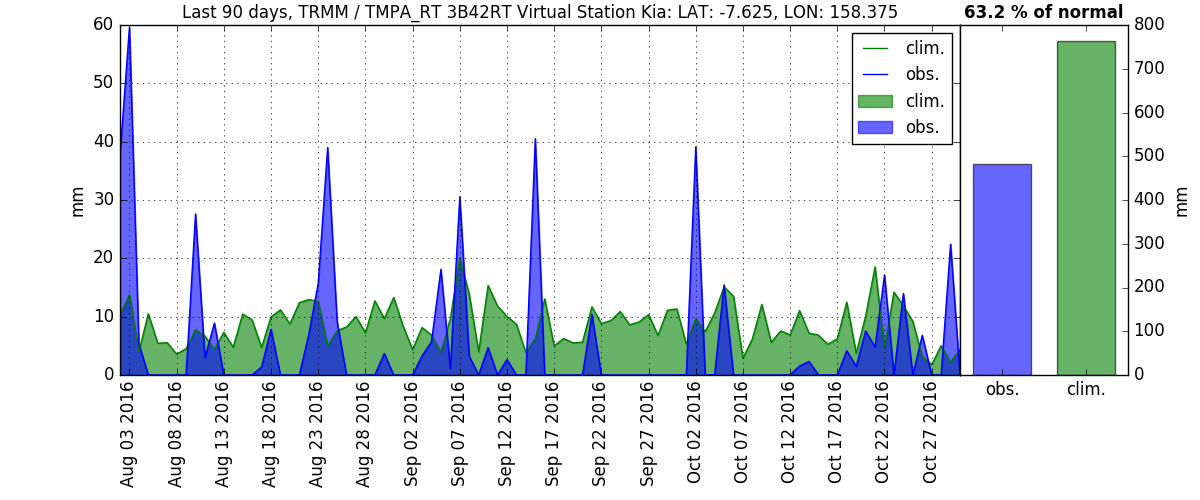 Last 90 days, TRMM / TMPA_RT 3B42RT Virtual Station Kia: LAT: -7.625, LON: 158.375
63.2 % of normal
60
50
40
30
20
10
0
mm
clim.
obs.
clim.
obs.
Aug 03 2016
Aug 08 2016
Aug 13 2016
Aug 18 2016
Aug 23 2016
Aug 28 2016
Sep 02 2016
Sep 07 2016
Sep 12 2016
Sep 17 2016
Sep 22 2016
Sep 27 2016
Oct 02 2016
Oct 07 2016
Oct 12 2016
Oct 17 2016
Oct 22 2016
Oct 27 2016
obs.
clim.
800
700
600
500
400
300
200
100
0
mm